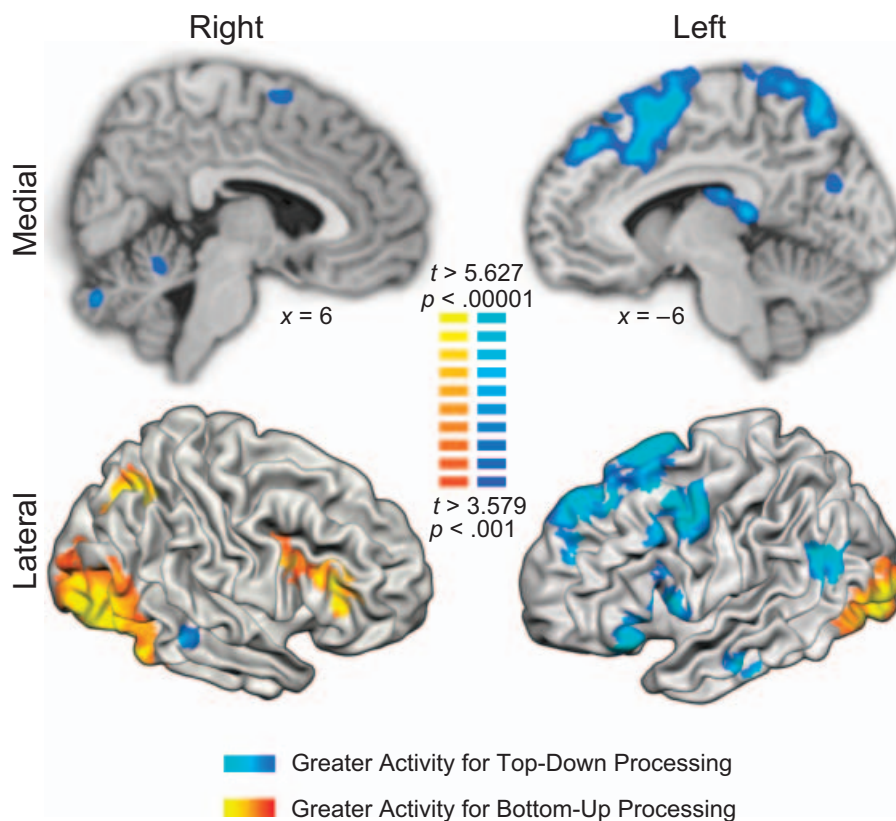 Right
Left
Medial
t > 5.627
p < .00001
x = 6
x = –6
t > 3.579
p < .001
Lateral
Greater Activity for Top-Down Processing
Greater Activity for Bottom-Up Processing